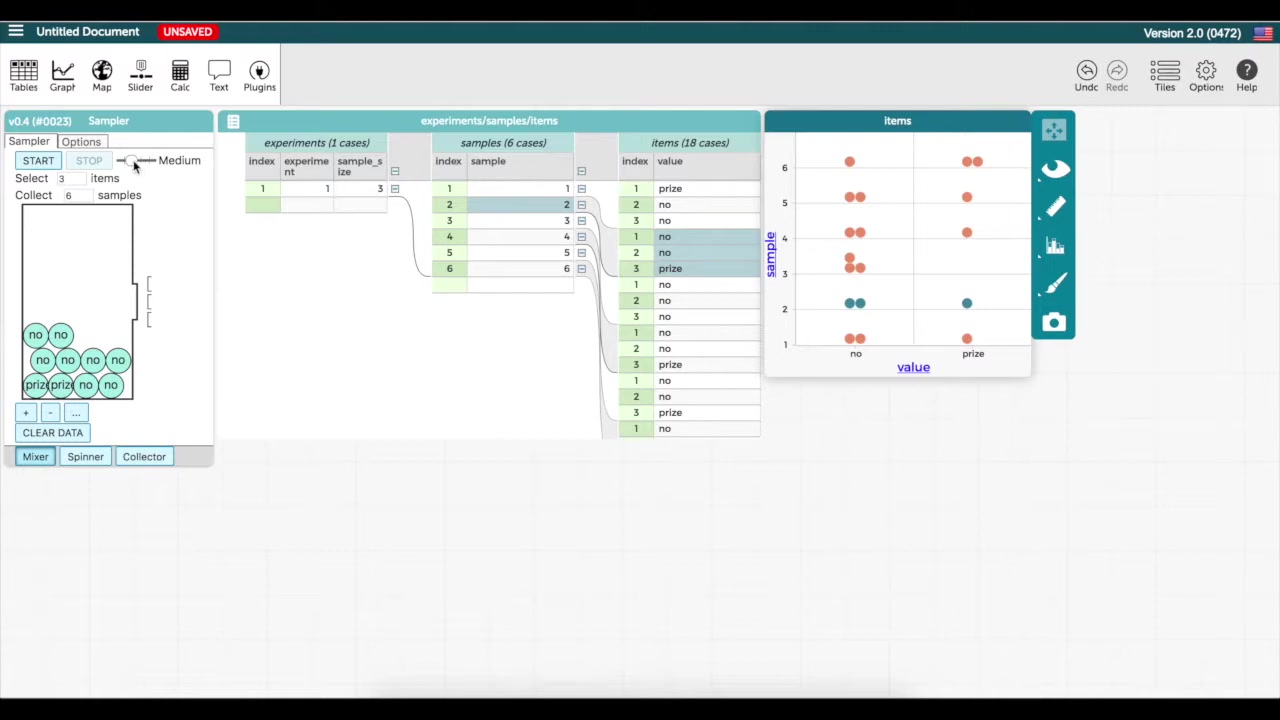 Untitled Document UNSAVED Version 2.0 (0472)
Tables Graph Map Slider Calc Text Plugins Undo Redo Tiles Options Help
v0.4 (#0023) Sampler
Sampler Options
START STOP Medium
Select 3 items
Collect 6 samples
no no
no no no no
no no
+ - ...
CLEAR DATA
Mixer Spinner Collector
experiments/samples/items
experiments (1 cases) samples (6 cases) items (18 cases)
index experime sample_s index sample index value
nt ize
1 1 3 1 1 1 prize
2 2 2 no
3 3 3 no
4 4 1 no
5 5 2 no
6 6 3 prize
1 no
2 no
3 no
1 no
2 no
3 prize
1 no
2 no
3 prize
1 no
items
sample
6
5
4
3
2
1
no prize
value